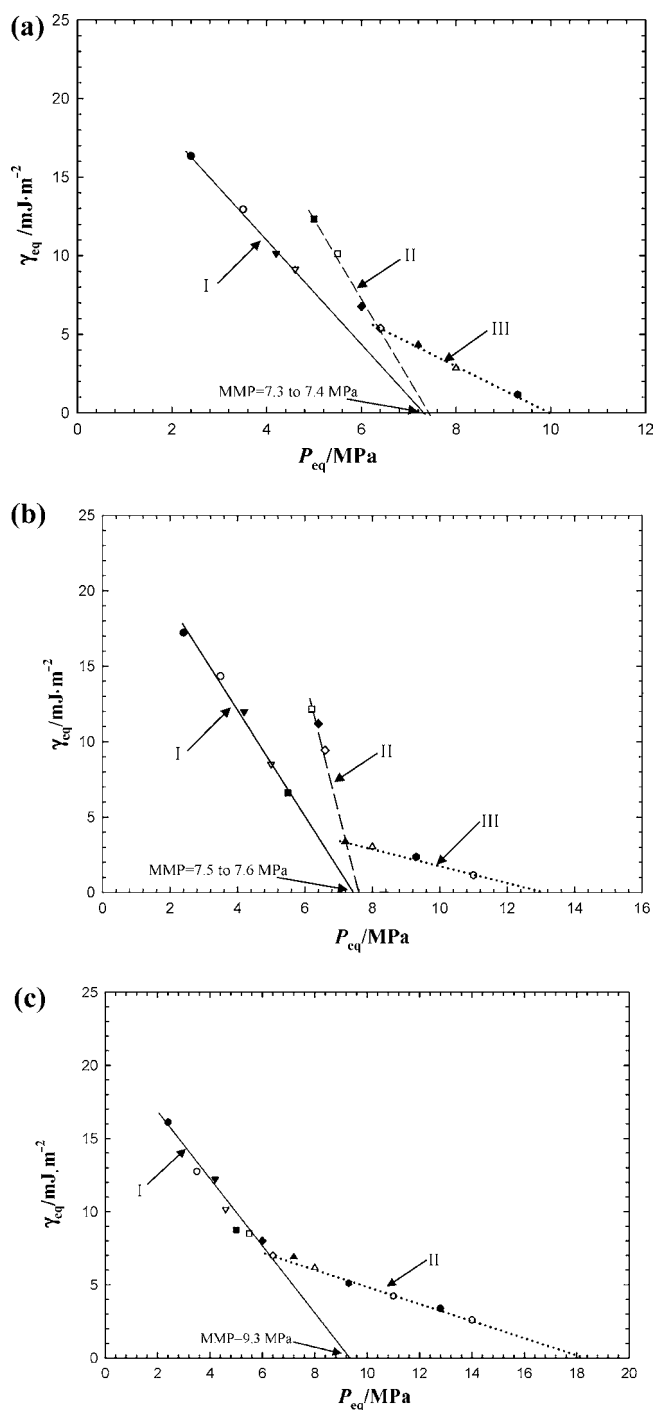 (a)
25
20
15
10
5
0
γeq /mJ·m⁻²
I
II
III
MMP=7.3 to 7.4 MPa
0 2 4 6 8 10 12
Peq/MPa
(b)
25
20
15
10
5
0
γeq/mJ·m⁻²
I
II
III
MMP=7.5 to 7.6 MPa
0 2 4 6 8 10 12 14 16
Peq/MPa
(c)
25
20
15
10
5
0
γeq/mJ.m⁻²
I
II
MMP=9.3 MPa
0 2 4 6 8 10 12 14 16 18 20
Peq/MPa